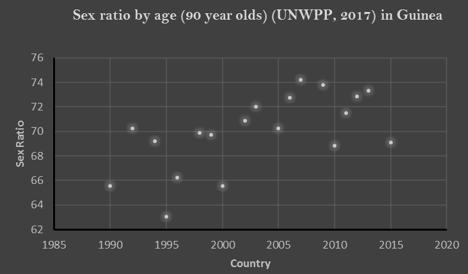 Sex ratio by age (90 year olds) (UNWPP, 2017) in Guinea
76
74
72
70
68
66
64
62
Sex Ratio
1985 1990 1995 2000 2005 2010 2015 2020
Country